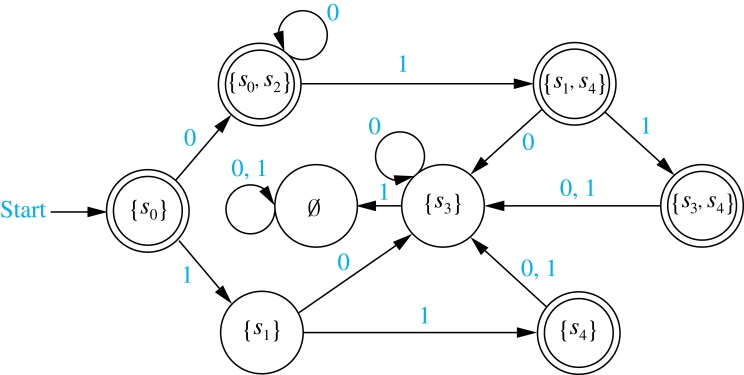 0
{s0, s2}
1
{s1, s4}
0
0
0
1
0, 1
1
0, 1
Start
{s0}
∅
{s3}
{s3, s4}
1
0
0, 1
{s1}
1
{s4}